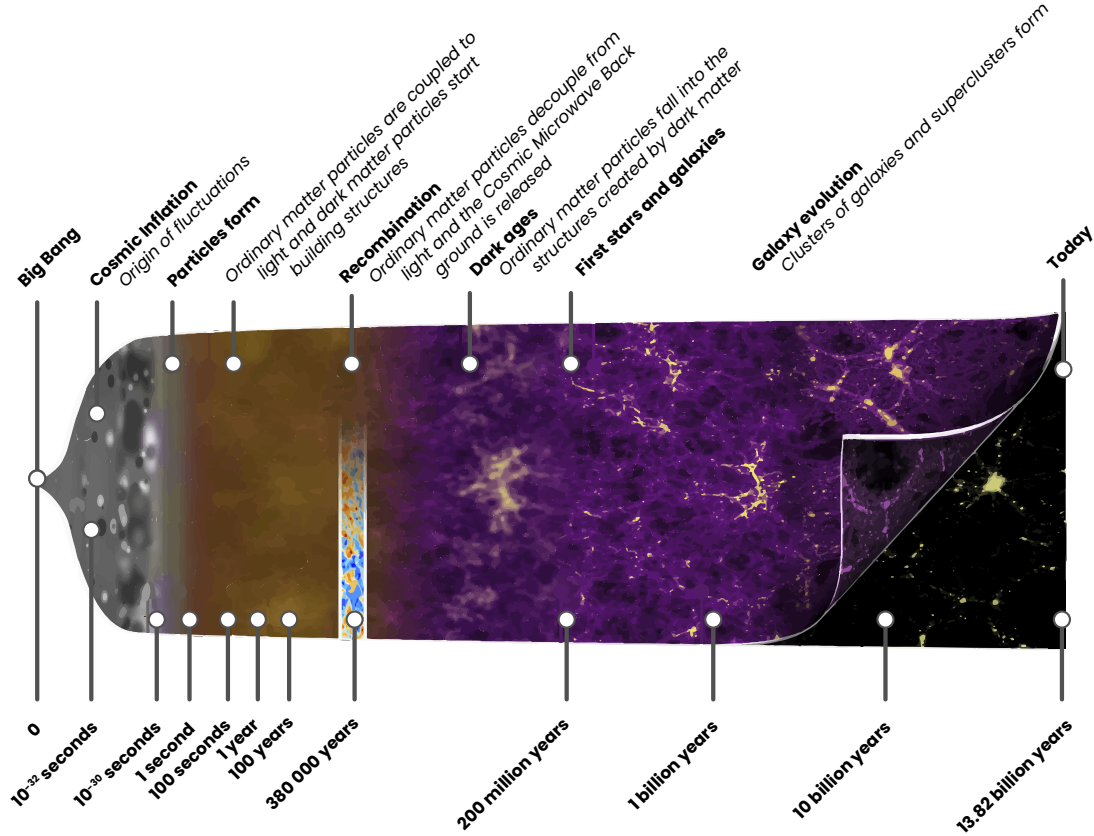 Big Bang
Cosmic Inflation
Origin of fluctuations
Particles form
Ordinary matter particles are coupled to
light and dark matter particles start
building structures
Recombination
Ordinary matter particles decouple from
light and the Cosmic Microwave Back
ground is released
Dark ages
Ordinary matter particles fall into the
structures created by dark matter
First stars and galaxies
Galaxy evolution
Clusters of galaxies and superclusters form
Today
0
10⁻³² seconds
10⁻³⁰ seconds
1 second
100 seconds
1 year
100 years
380 000 years
200 million years
1 billion years
10 billion years
13.82 billion years